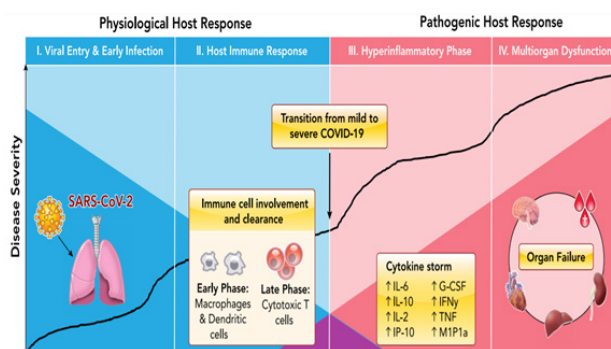 Physiological Host Response
Pathogenic Host Response
I. Viral Entry & Early Infection
II. Host Immune Response
III. Hyperinflammatory Phase
IV. Multiorgan Dysfunction
Disease Severity
Transition from mild to
severe COVID-19
SARS-CoV-2
Immune cell involvement
and clearance
Early Phase:
Macrophages
& Dendritic
cells
Late Phase:
Cytotoxic T
cells
Cytokine storm
↑ IL-6 ↑ G-CSF
↑ IL-10 ↑ IFNγ
↑ IL-2 ↑ TNF
↑ IP-10 ↑ M1P1a
Organ Failure